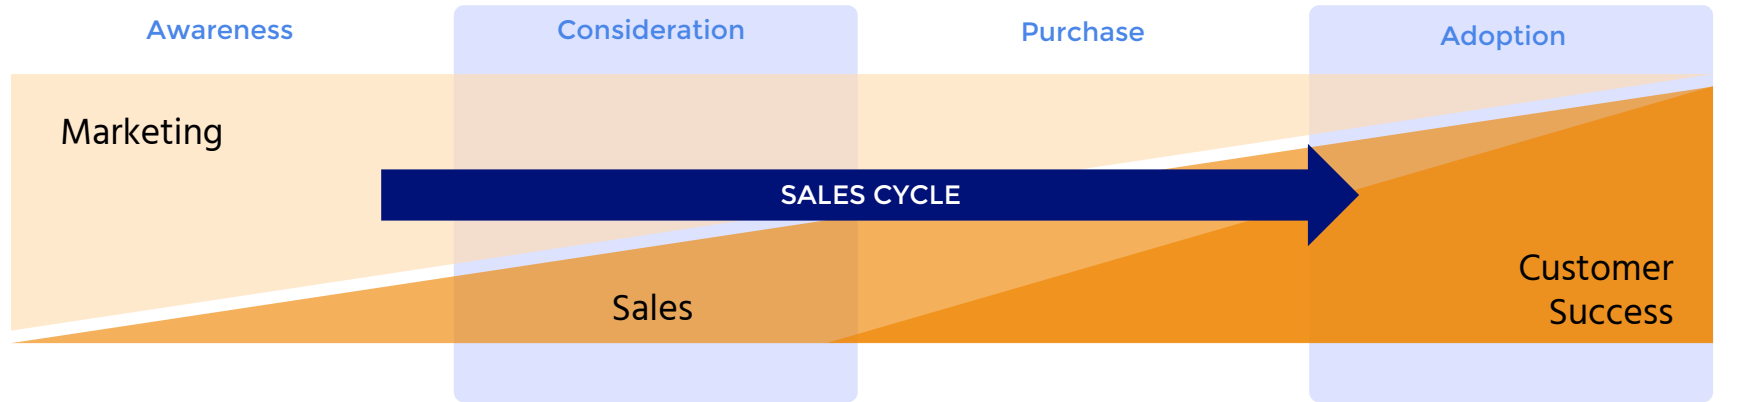 Awareness
Consideration
Purchase
Adoption
Marketing
SALES CYCLE
Sales
Customer
Success